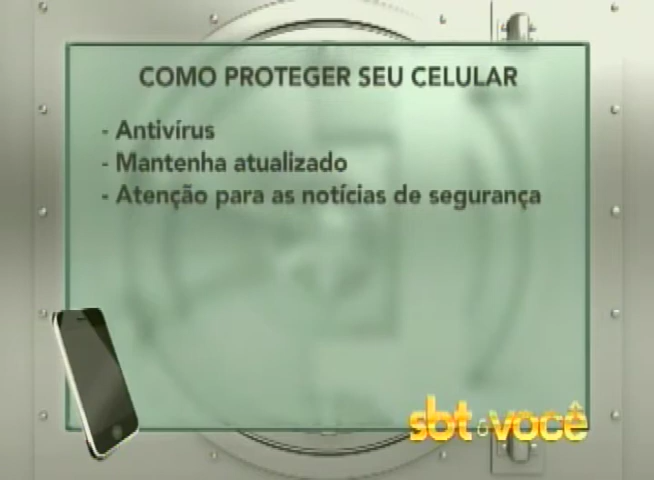 COMO PROTEGER SEU CELULAR
- Antivírus
- Mantenha atualizado
- Atenção para as notícias de segurança
sbt e você